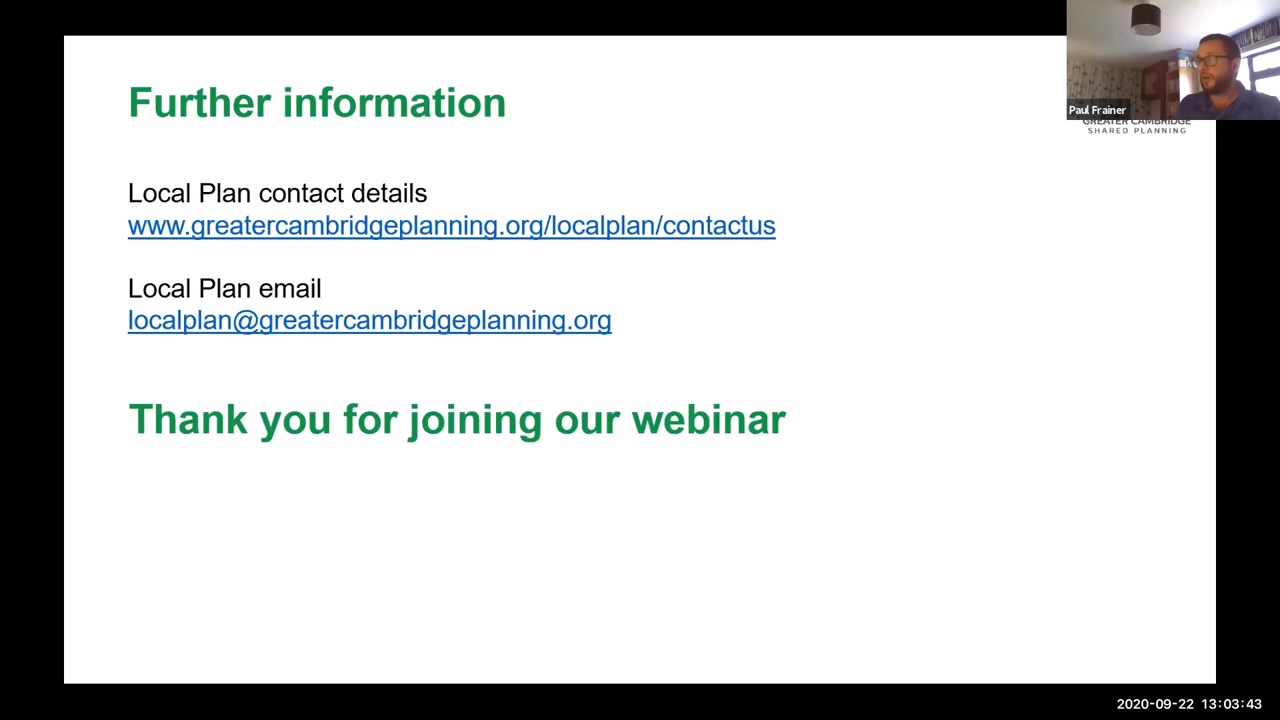 Further information
Paul Frainer
GREATER CAMBRIDGE
SHARED PLANNING
Local Plan contact details
www.greatercambridgeplanning.org/localplan/contactus
Local Plan email
localplan@greatercambridgeplanning.org
Thank you for joining our webinar
2020-09-22 13:03:43